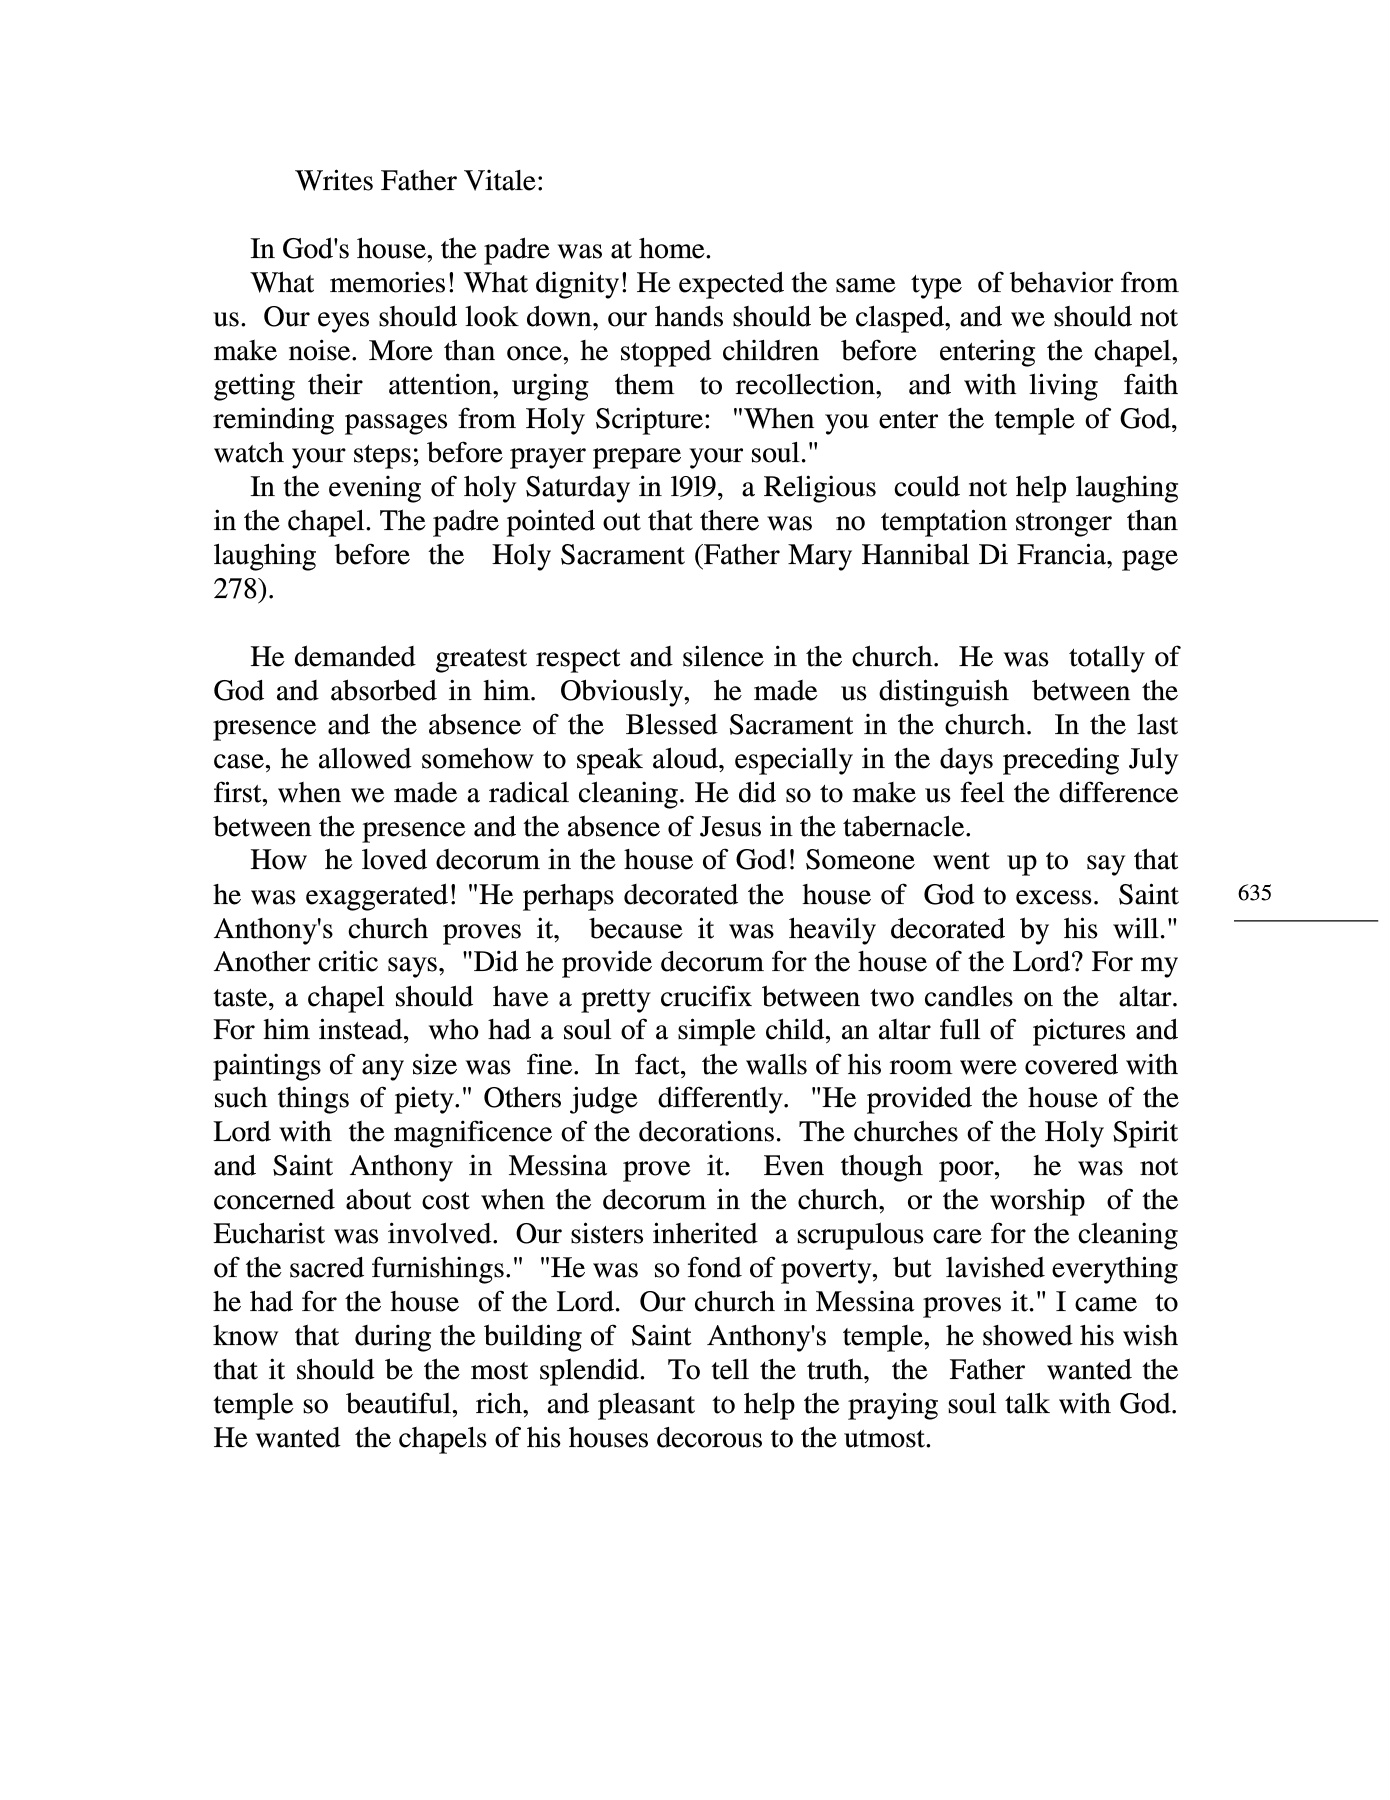 Writes Father Vitale:
In God's house, the padre was at home.
What memories! What dignity! He expected the same type of behavior from
us. Our eyes should look down, our hands should be clasped, and we should not
make noise. More than once, he stopped children before entering the chapel,
getting their attention, urging them to recollection, and with living faith
reminding passages from Holy Scripture: "When you enter the temple of God,
watch your steps; before prayer prepare your soul."
In the evening of holy Saturday in 1919, a Religious could not help laughing
in the chapel. The padre pointed out that there was no temptation stronger than
laughing before the Holy Sacrament (Father Mary Hannibal Di Francia, page
278).
He demanded greatest respect and silence in the church. He was totally of
God and absorbed in him. Obviously, he made us distinguish between the
presence and the absence of the Blessed Sacrament in the church. In the last
case, he allowed somehow to speak aloud, especially in the days preceding July
first, when we made a radical cleaning. He did so to make us feel the difference
between the presence and the absence of Jesus in the tabernacle.
How he loved decorum in the house of God! Someone went up to say that
he was exaggerated! "He perhaps decorated the house of God to excess. Saint
Anthony's church proves it, because it was heavily decorated by his will."
Another critic says, "Did he provide decorum for the house of the Lord? For my
taste, a chapel should have a pretty crucifix between two candles on the altar.
For him instead, who had a soul of a simple child, an altar full of pictures and
paintings of any size was fine. In fact, the walls of his room were covered with
such things of piety." Others judge differently. "He provided the house of the
Lord with the magnificence of the decorations. The churches of the Holy Spirit
and Saint Anthony in Messina prove it. Even though poor, he was not
concerned about cost when the decorum in the church, or the worship of the
Eucharist was involved. Our sisters inherited a scrupulous care for the cleaning
of the sacred furnishings." "He was so fond of poverty, but lavished everything
he had for the house of the Lord. Our church in Messina proves it." I came to
know that during the building of Saint Anthony's temple, he showed his wish
that it should be the most splendid. To tell the truth, the Father wanted the
temple so beautiful, rich, and pleasant to help the praying soul talk with God.
He wanted the chapels of his houses decorous to the utmost.
635